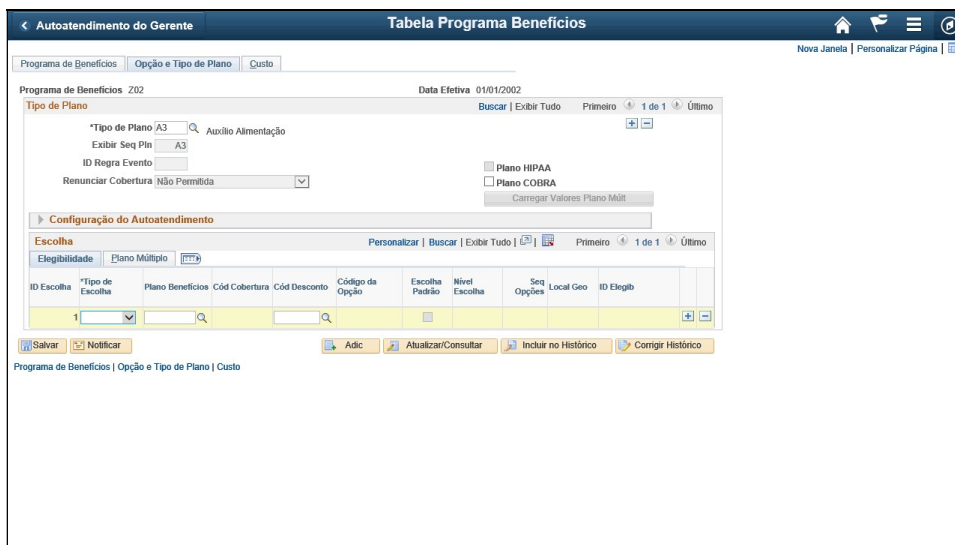 Autoatendimento do Gerente Tabela Programa Benefícios
Nova Janela | Personalizar Página |
Programa de Benefícios Opção e Tipo de Plano Custo
Programa de Benefícios Z02 Data Efetiva 01/01/2002
Tipo de Plano Buscar | Exibir Tudo Primeiro 1 de 1 Último
*Tipo de Plano A3 Auxílio Alimentação
Exibir Seq Pln A3
ID Regra Evento Plano HIPAA
Renunciar Cobertura Não Permitida Plano COBRA
Carregar Valores Plano Múlt
Configuração do Autoatendimento
Escolha Personalizar | Buscar | Exibir Tudo | | Primeiro 1 de 1 Último
Elegibilidade Plano Múltiplo
ID Escolha *Tipo de Escolha Plano Benefícios Cód Cobertura Cód Desconto Código da Opção Escolha Padrão Nível Escolha Seq Opções Local Geo ID Elegib
1
Salvar Notificar Adic Atualizar/Consultar Incluir no Histórico Corrigir Histórico
Programa de Benefícios | Opção e Tipo de Plano | Custo